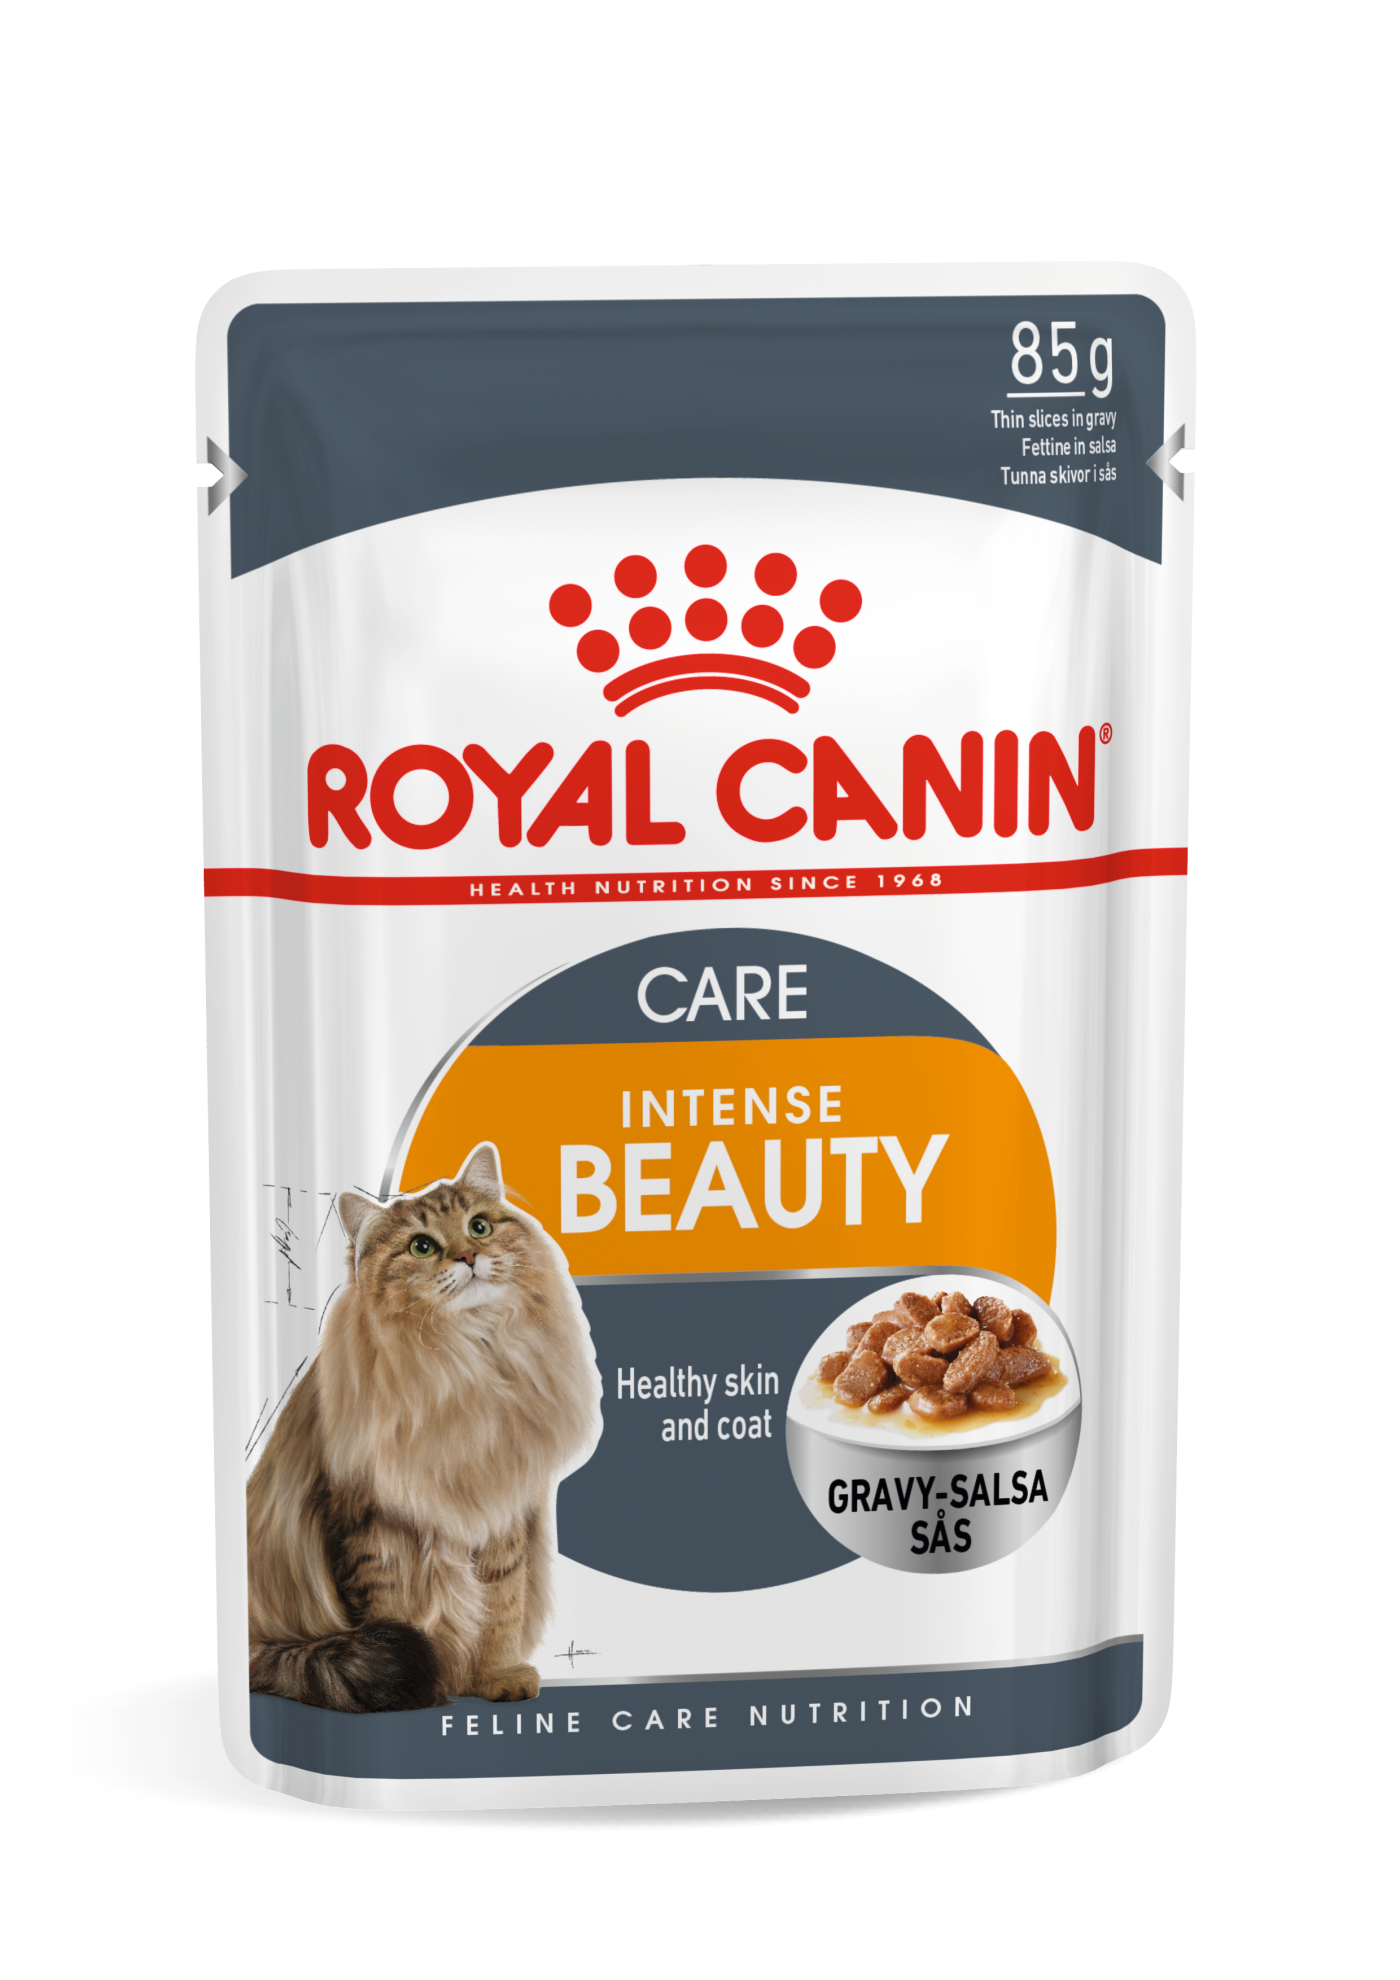 85g
Thin slices in gravy
Fettine in salsa
Tunna skivor i sås
ROYAL CANIN®
HEALTH NUTRITION SINCE 1968
CARE
INTENSE
BEAUTY
Healthy skin
and coat
GRAVY-SALSA
SÅS
FELINE CARE NUTRITION